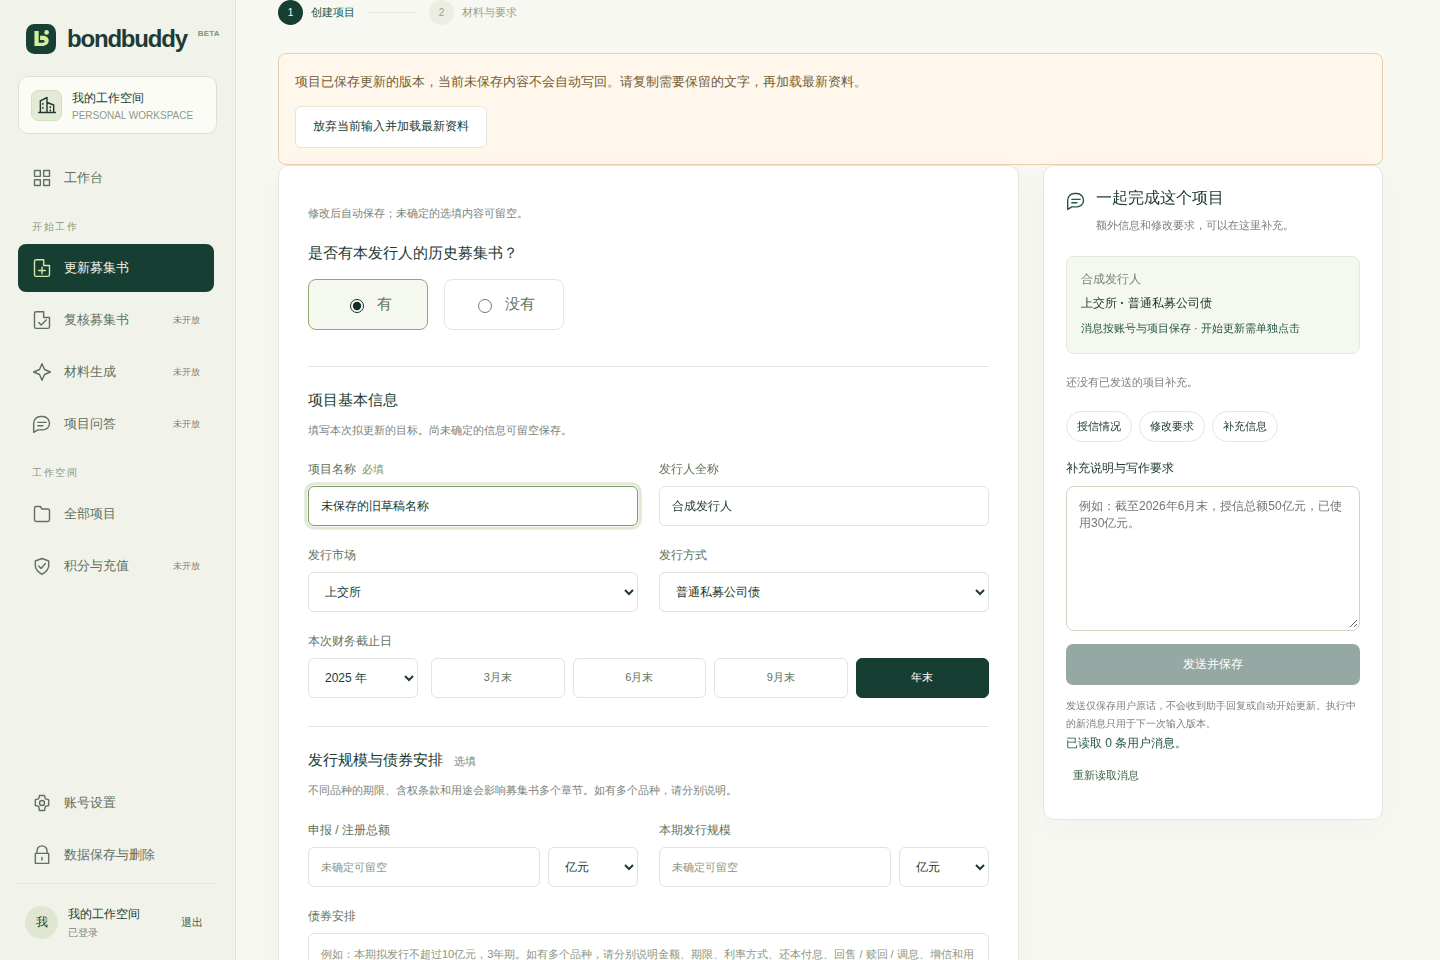 bondbuddy BETA
我的工作空间
PERSONAL WORKSPACE
工作台
开始工作
更新募集书
复核募集书 未开放
材料生成 未开放
项目问答 未开放
工作空间
全部项目
积分与充值 未开放
账号设置
数据保存与删除
我 我的工作空间
已登录
退出
1 创建项目 2 材料与要求
项目已保存更新的版本，当前未保存内容不会自动写回。请复制需要保留的文字，再加载最新资料。
放弃当前输入并加载最新资料
修改后自动保存；未确定的选填内容可留空。
是否有本发行人的历史募集书？
有 没有
项目基本信息
填写本次拟更新的目标。尚未确定的信息可留空保存。
项目名称 必填 发行人全称
未保存的旧草稿名称 合成发行人
发行市场 发行方式
上交所 普通私募公司债
本次财务截止日
2025 年 3月末 6月末 9月末 年末
发行规模与债券安排 选填
不同品种的期限、含权条款和用途会影响募集书多个章节。如有多个品种，请分别说明。
申报 / 注册总额 本期发行规模
未确定可留空 亿元 未确定可留空 亿元
债券安排
例如：本期拟发行不超过10亿元，3年期。如有多个品种，请分别说明金额、期限、利率方式、还本付息、回售 / 赎回 / 调息、增信和用
一起完成这个项目
额外信息和修改要求，可以在这里补充。
合成发行人
上交所 · 普通私募公司债
消息按账号与项目保存 · 开始更新需单独点击
还没有已发送的项目补充。
授信情况 修改要求 补充信息
补充说明与写作要求
例如：截至2026年6月末，授信总额50亿元，已使
用30亿元。
发送并保存
发送仅保存用户原话，不会收到助手回复或自动开始更新。执行中
的新消息只用于下一次输入版本。
已读取 0 条用户消息。
重新读取消息